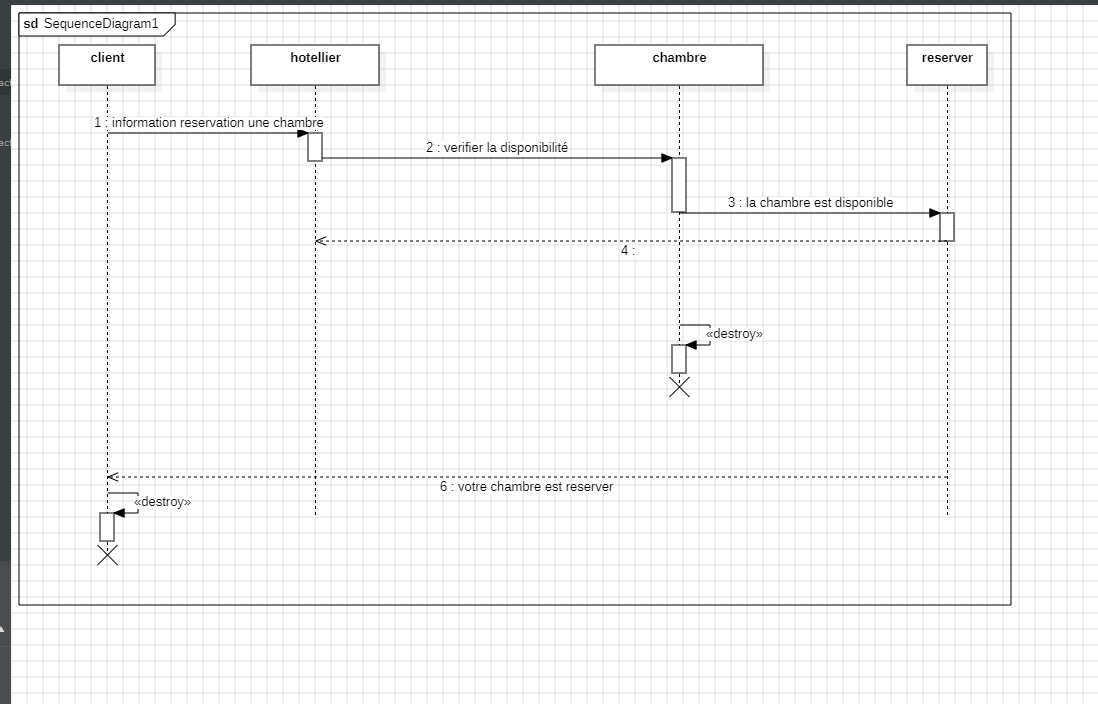 sd SequenceDiagram1
client
hotellier
chambre
reserver
1 : information reservation une chambre
2 : verifier la disponibilité
3 : la chambre est disponible
4 :
«destroy»
6 : votre chambre est reserver
«destroy»